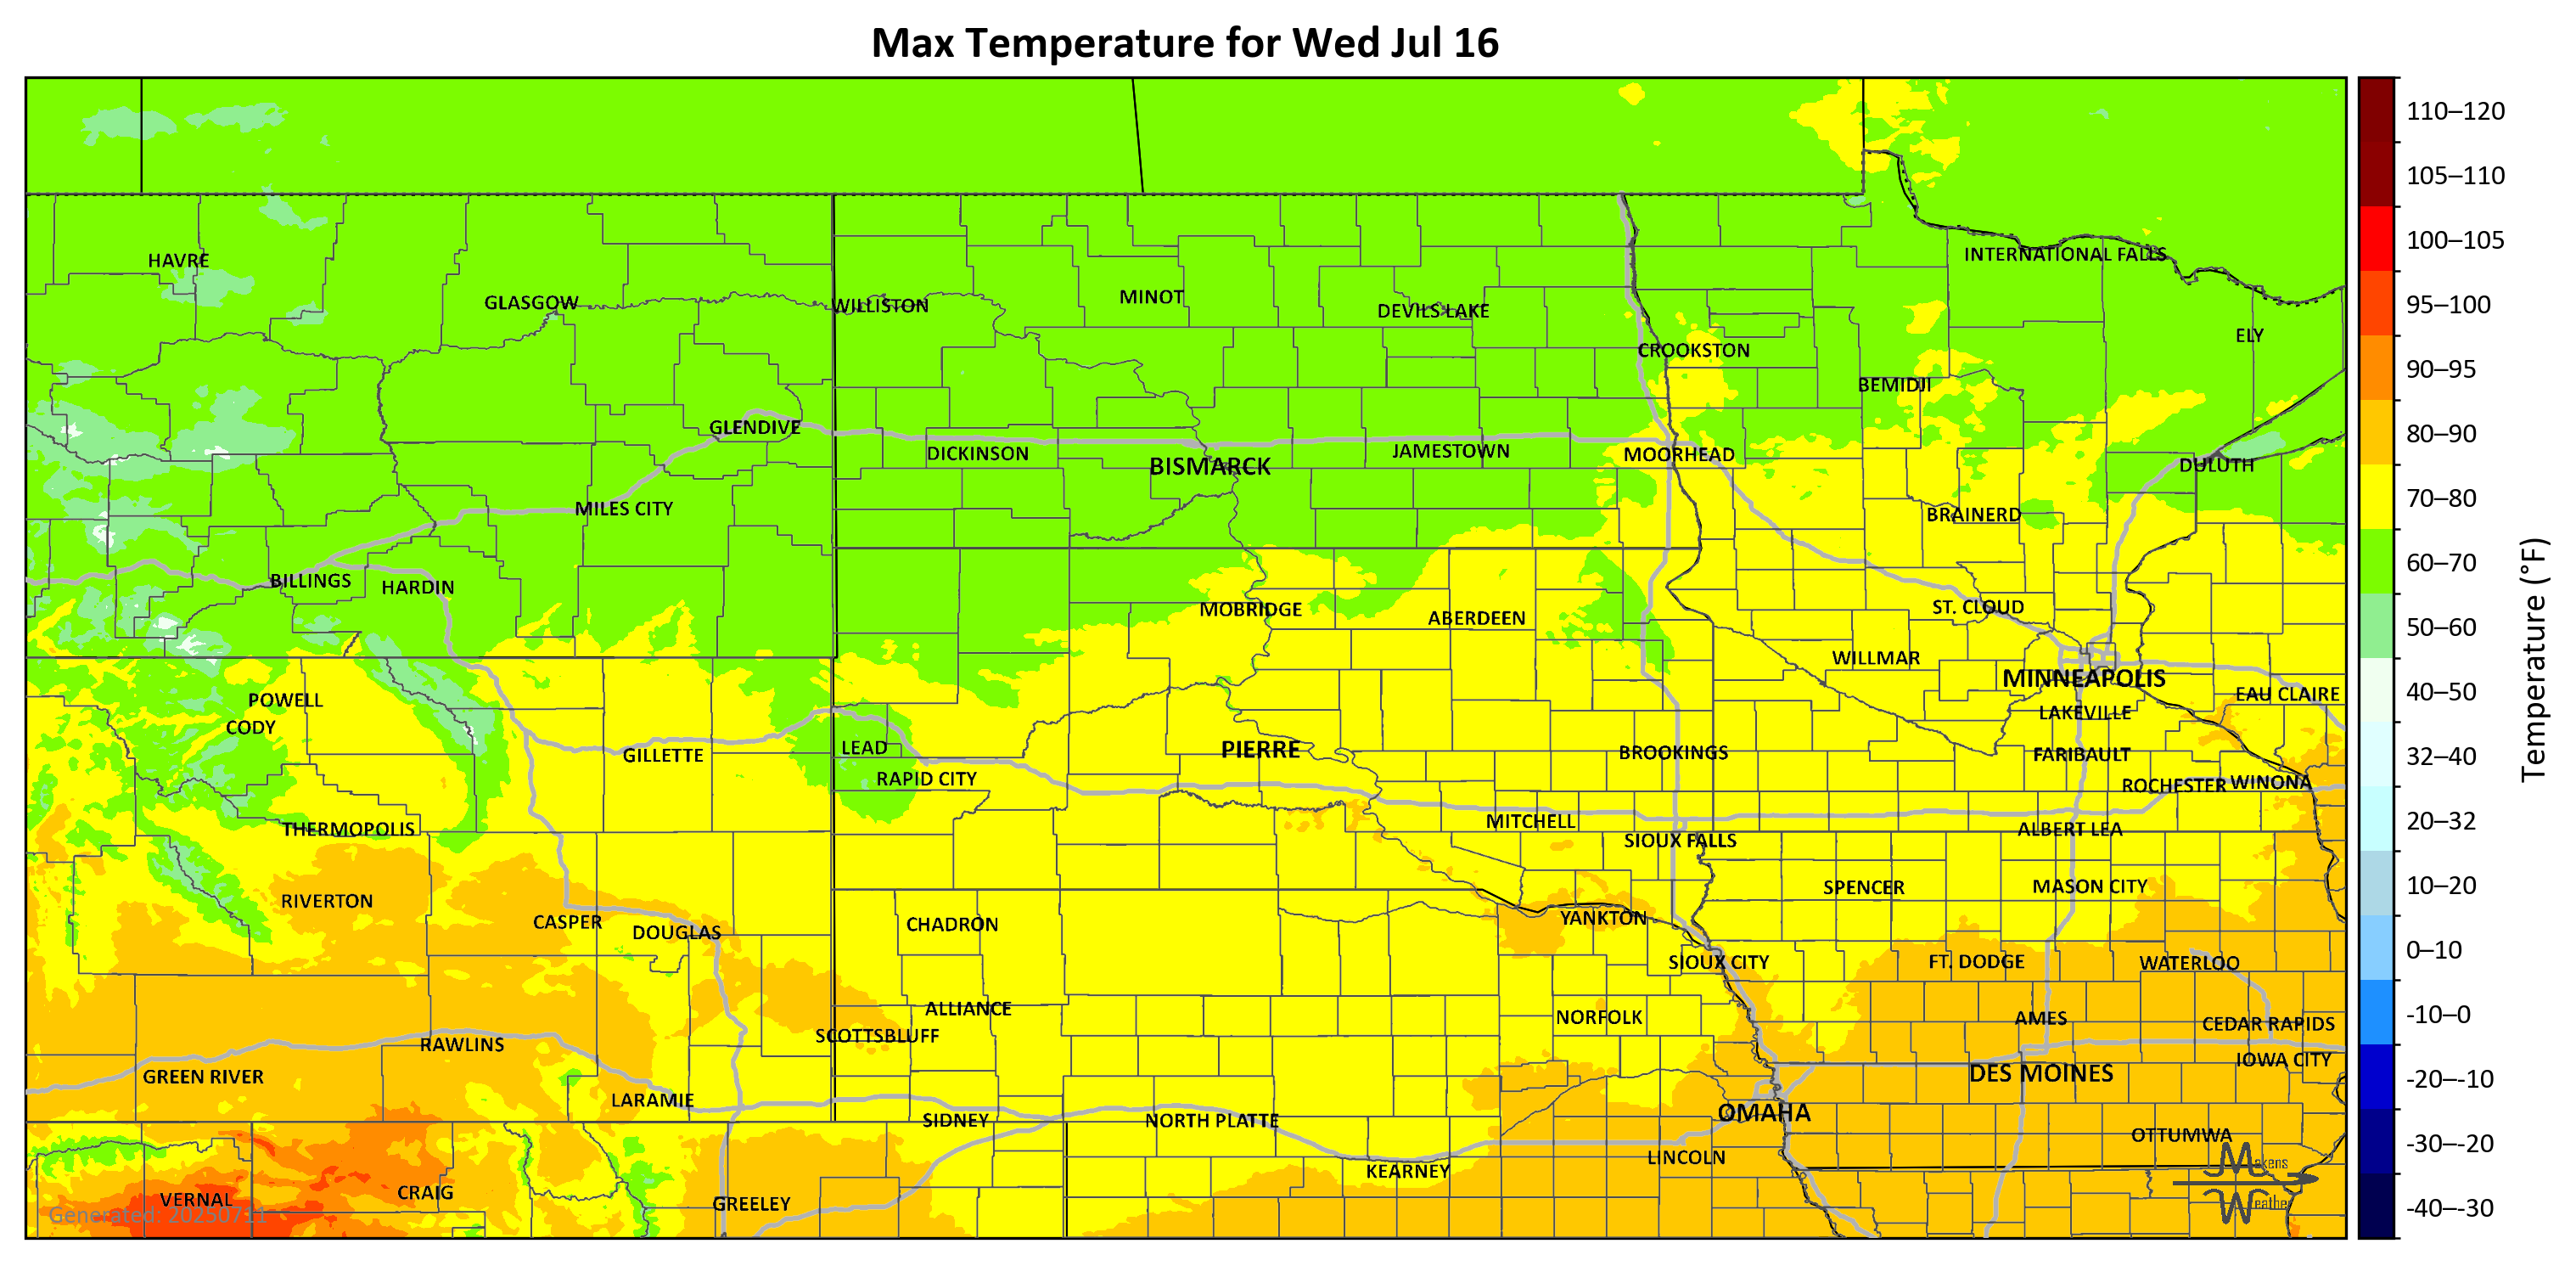 Max Temperature for Wed Jul 16
110–120
105–110
100–105
95–100
90–95
80–90
70–80
60–70
50–60
40–50
32–40
20–32
10–20
0–10
-10–0
-20–-10
-30–-20
-40–-30
Temperature (°F)
HAVRE
GLASGOW
WILLISTON
MINOT
DEVILS LAKE
INTERNATIONAL FALLS
ELY
CROOKSTON
BEMIDJI
GLENDIVE
DICKINSON
BISMARCK
JAMESTOWN
MOORHEAD
DULUTH
MILES CITY
BRAINERD
BILLINGS
HARDIN
MOBRIDGE
ABERDEEN
ST. CLOUD
WILLMAR
MINNEAPOLIS
EAU CLAIRE
POWELL
CODY
LAKEVILLE
GILLETTE
LEAD
PIERRE
BROOKINGS
FARIBAULT
RAPID CITY
ROCHESTER
WINONA
THERMOPOLIS
MITCHELL
SIOUX FALLS
ALBERT LEA
RIVERTON
SPENCER
MASON CITY
CASPER
DOUGLAS
CHADRON
YANKTON
SIOUX CITY
FT. DODGE
WATERLOO
ALLIANCE
SCOTTSBLUFF
NORFOLK
AMES
CEDAR RAPIDS
RAWLINS
IOWA CITY
GREEN RIVER
DES MOINES
LARAMIE
SIDNEY
NORTH PLATTE
OMAHA
OTTUMWA
LINCOLN
KEARNEY
VERNAL
CRAIG
GREELEY
Generated: 20250711
Makens
Weather